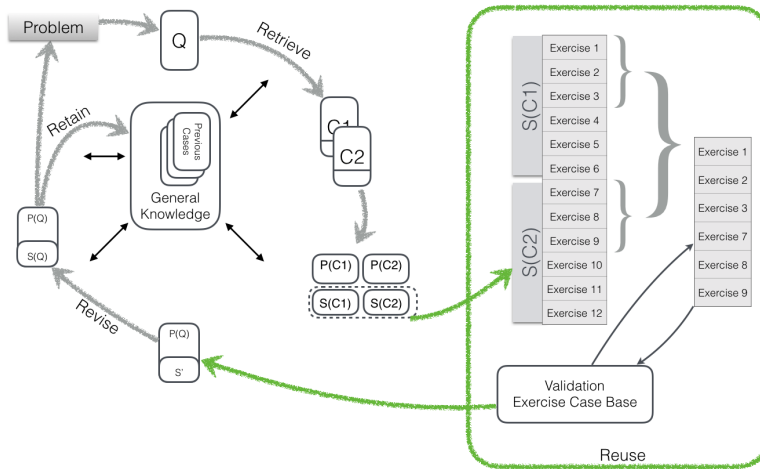 Problem
Q
Retrieve
C1
C2
Retain
Previous
Cases
General
Knowledge
P(Q)
S(Q)
Revise
P(Q)
S'
P(C1)
P(C2)
S(C1)
S(C2)
S(C1)
S(C2)
Exercise 1
Exercise 2
Exercise 3
Exercise 4
Exercise 5
Exercise 6
Exercise 7
Exercise 8
Exercise 9
Exercise 10
Exercise 11
Exercise 12
Exercise 1
Exercise 2
Exercise 3
Exercise 7
Exercise 8
Exercise 9
Validation
Exercise Case Base
Reuse